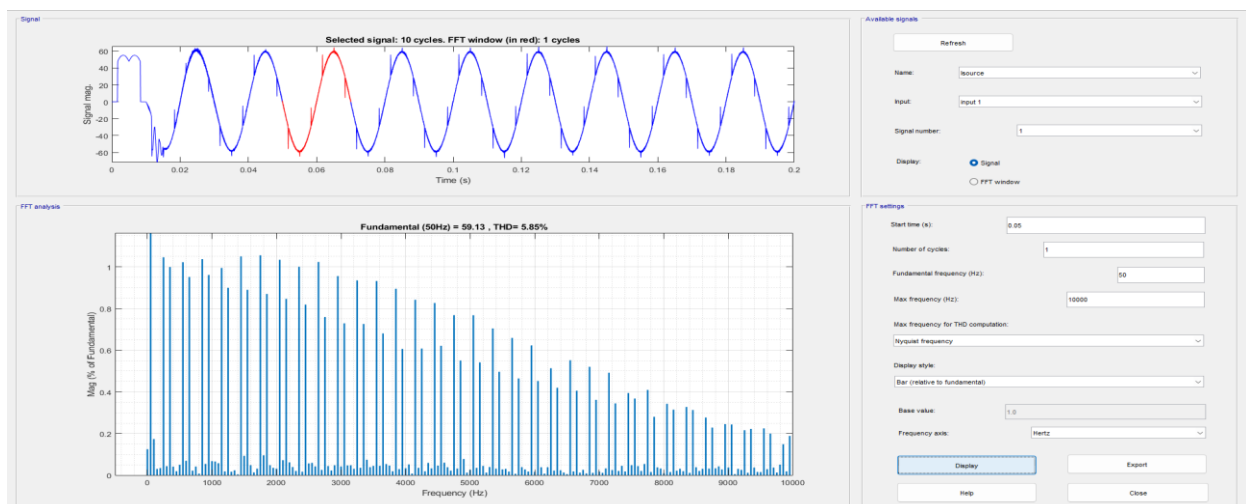 Signal
Selected signal: 10 cycles. FFT window (in red): 1 cycles
60
40
20
0
-20
-40
-60
Signal mag.
0 0.02 0.04 0.06 0.08 0.1 0.12 0.14 0.16 0.18 0.2
Time (s)
FFT analysis
Fundamental (50Hz) = 59.13 , THD= 5.85%
1
0.8
0.6
0.4
0.2
0
Mag (% of Fundamental)
0 1000 2000 3000 4000 5000 6000 7000 8000 9000 10000
Frequency (Hz)
Available signals
Refresh
Name: Isource
Input: input 1
Signal number: 1
Display: Signal
FFT window
FFT settings
Start time (s): 0.05
Number of cycles: 1
Fundamental frequency (Hz): 50
Max frequency (Hz): 10000
Max frequency for THD computation:
Nyquist frequency
Display style:
Bar (relative to fundamental)
Base value: 1.0
Frequency axis: Hertz
Display Export
Help Close